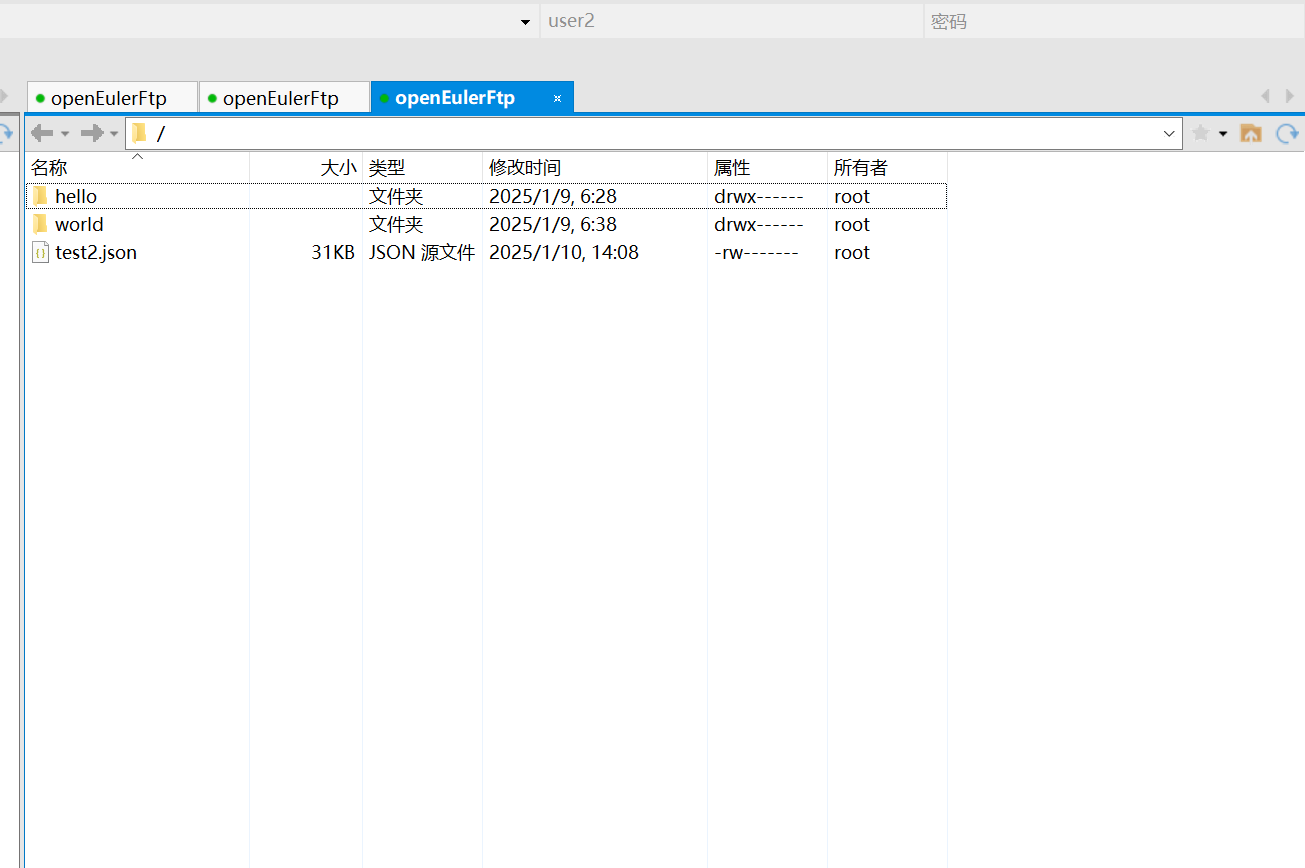 user2 密码
openEulerFtp openEulerFtp openEulerFtp
/
名称 大小 类型 修改时间 属性 所有者
hello 文件夹 2025/1/9, 6:28 drwx------ root
world 文件夹 2025/1/9, 6:38 drwx------ root
test2.json 31KB JSON 源文件 2025/1/10, 14:08 -rw------- root